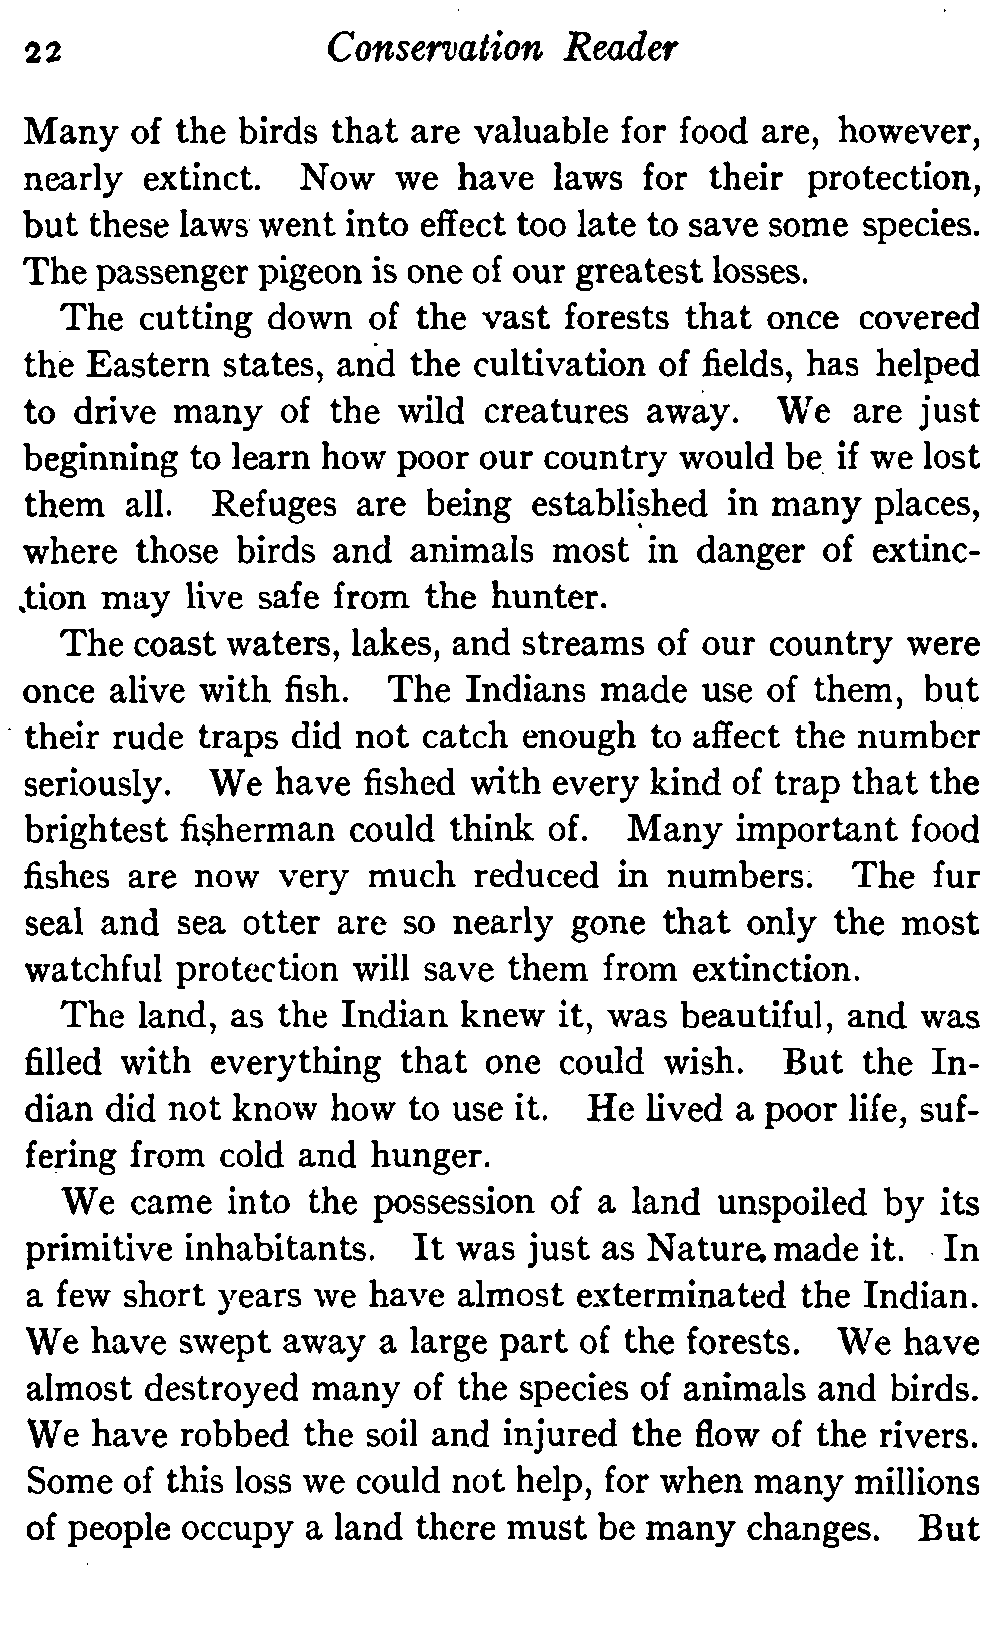 22 Conservation Reader
Many of the birds that are valuable for food are, however,
nearly extinct. Now we have laws for their protection,
but these laws went into effect too late to save some species.
The passenger pigeon is one of our greatest losses.
The cutting down of the vast forests that once covered
the Eastern states, and the cultivation of fields, has helped
to drive many of the wild creatures away. We are just
beginning to learn how poor our country would be if we lost
them all. Refuges are being established in many places,
where those birds and animals most in danger of extinc-
tion may live safe from the hunter.
The coast waters, lakes, and streams of our country were
once alive with fish. The Indians made use of them, but
their rude traps did not catch enough to affect the number
seriously. We have fished with every kind of trap that the
brightest fisherman could think of. Many important food
fishes are now very much reduced in numbers. The fur
seal and sea otter are so nearly gone that only the most
watchful protection will save them from extinction.
The land, as the Indian knew it, was beautiful, and was
filled with everything that one could wish. But the In-
dian did not know how to use it. He lived a poor life, suf-
fering from cold and hunger.
We came into the possession of a land unspoiled by its
primitive inhabitants. It was just as Nature made it. In
a few short years we have almost exterminated the Indian.
We have swept away a large part of the forests. We have
almost destroyed many of the species of animals and birds.
We have robbed the soil and injured the flow of the rivers.
Some of this loss we could not help, for when many millions
of people occupy a land there must be many changes. But